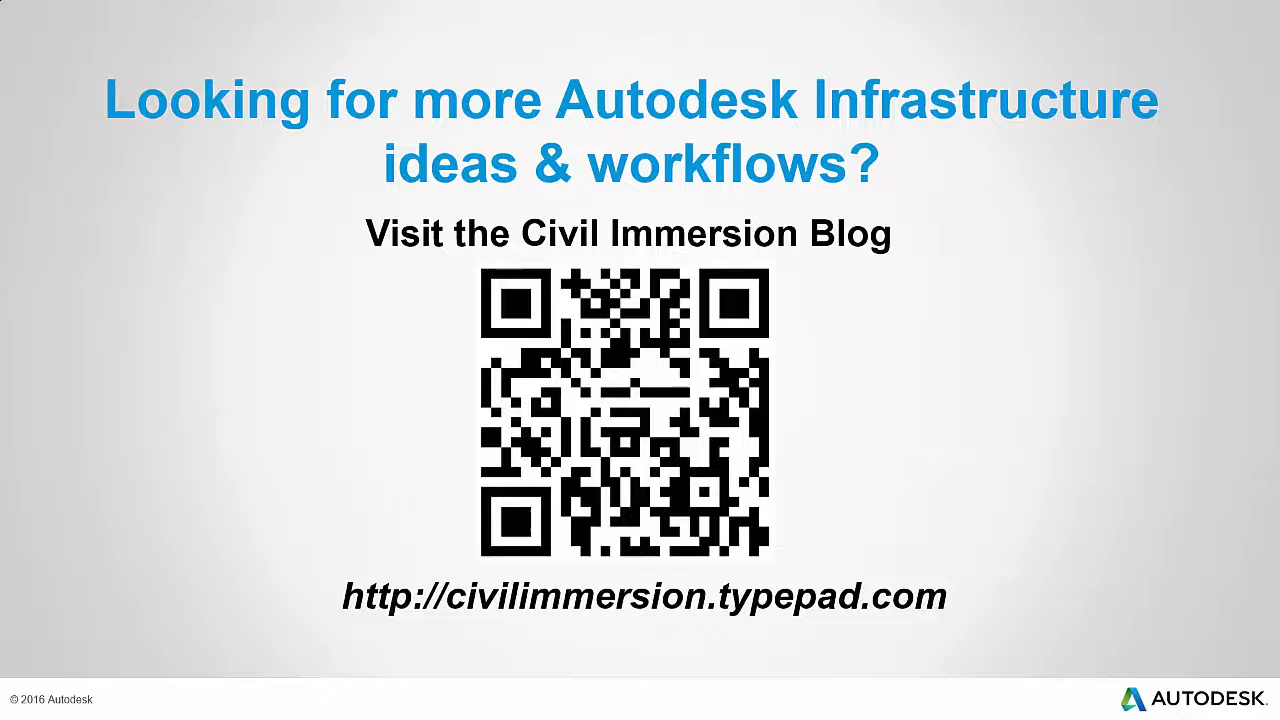 Looking for more Autodesk Infrastructure
ideas & workflows?
Visit the Civil Immersion Blog
http://civilimmersion.typepad.com
© 2016 Autodesk
AUTODESK.